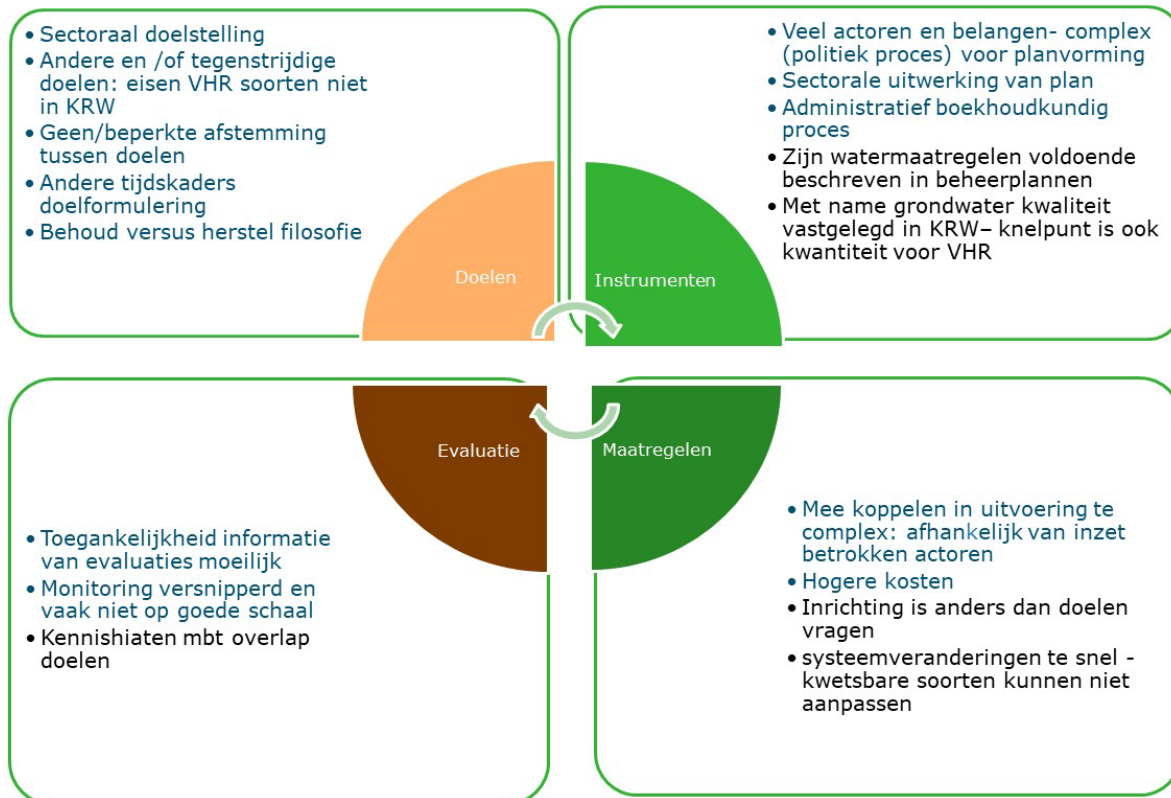 • Sectoraal doelstelling
• Andere en /of tegenstrijdige
doelen: eisen VHR soorten niet
in KRW
• Geen/beperkte afstemming
tussen doelen
• Andere tijdskaders
doelformulering
• Behoud versus herstel filosofie
Doelen
• Veel actoren en belangen- complex
(politiek proces) voor planvorming
• Sectorale uitwerking van plan
• Administratief boekhoudkundig
proces
• Zijn watermaatregelen voldoende
beschreven in beheerplannen
• Met name grondwater kwaliteit
vastgelegd in KRW– knelpunt is ook
kwantiteit voor VHR
Instrumenten
Evaluatie
• Toegankelijkheid informatie
van evaluaties moeilijk
• Monitoring versnipperd en
vaak niet op goede schaal
• Kennishiaten mbt overlap
doelen
Maatregelen
• Mee koppelen in uitvoering te
complex: afhankelijk van inzet
betrokken actoren
• Hogere kosten
• Inrichting is anders dan doelen
vragen
• systeemveranderingen te snel -
kwetsbare soorten kunnen niet
aanpassen